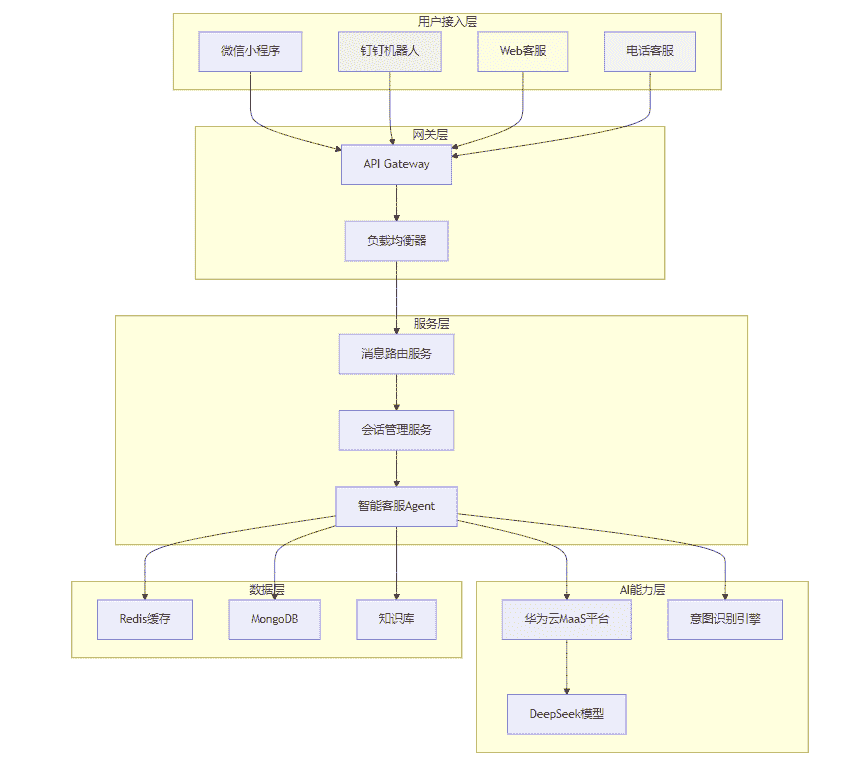 用户接入层
微信小程序
钉钉机器人
Web客服
电话客服
网关层
API Gateway
负载均衡器
服务层
消息路由服务
会话管理服务
智能客服Agent
数据层
Redis缓存
MongoDB
知识库
AI能力层
华为云MaaS平台
意图识别引擎
DeepSeek模型